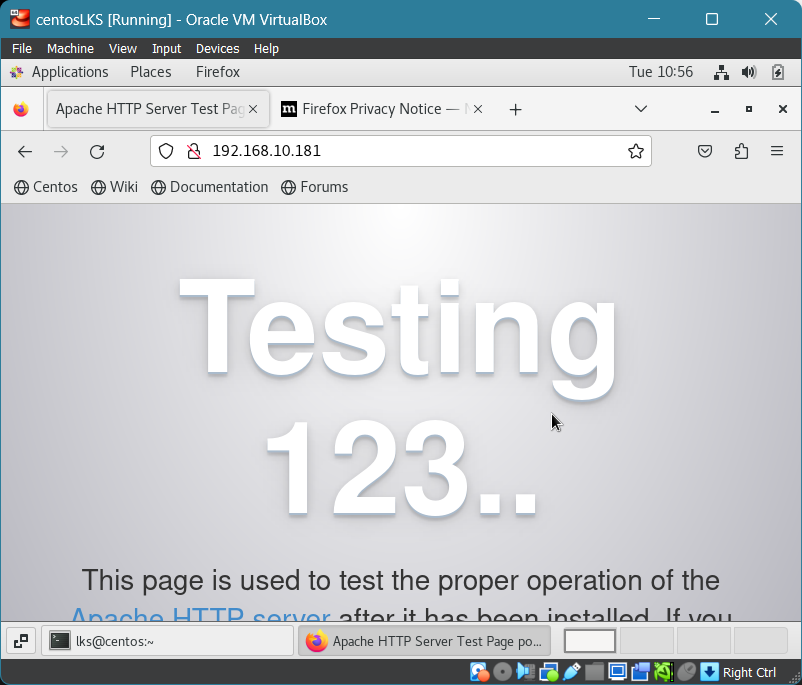 centosLKS [Running] - Oracle VM VirtualBox
File Machine View Input Devices Help
Applications Places Firefox Tue 10:56
Apache HTTP Server Test Pag Firefox Privacy Notice —
192.168.10.181
Centos Wiki Documentation Forums
Testing
123..
This page is used to test the proper operation of the
Apache HTTP server after it has been installed. If you
lks@centos:~ Apache HTTP Server Test Page po...
Right Ctrl